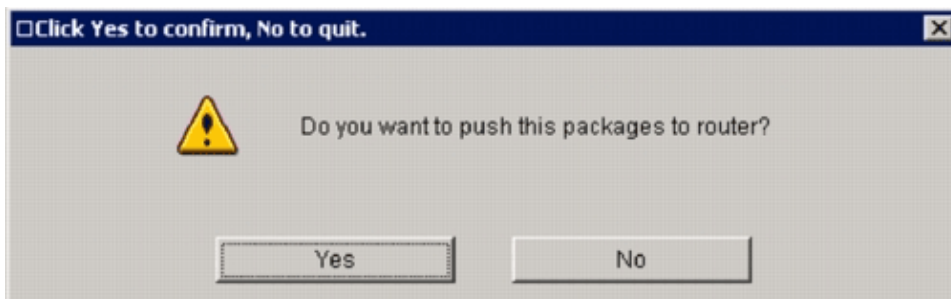 Click Yes to confirm, No to quit.
Do you want to push this packages to router?
Yes
No